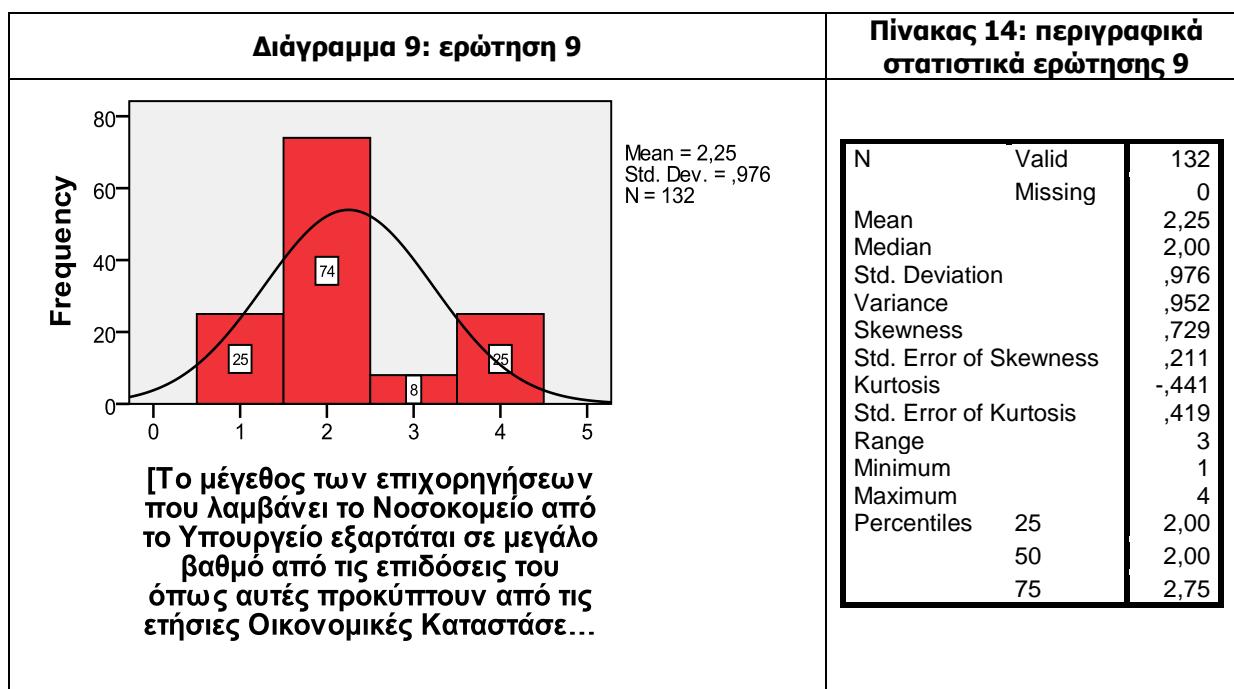 Διάγραμμα 9: ερώτηση 9
Πίνακας 14: περιγραφικά
στατιστικά ερώτησης 9
Frequency
80
60
40
20
0
25
74
8
25
0 1 2 3 4 5
Mean = 2,25
Std. Dev. = ,976
N = 132
[Το μέγεθος των επιχορηγήσεων
που λαμβάνει το Νοσοκομείο από
το Υπουργείο εξαρτάται σε μεγάλο
βαθμό από τις επιδόσεις του
όπως αυτές προκύπτουν από τις
ετήσιες Οικονομικές Καταστάσε...
N Valid 132
Missing 0
Mean 2,25
Median 2,00
Std. Deviation ,976
Variance ,952
Skewness ,729
Std. Error of Skewness ,211
Kurtosis -,441
Std. Error of Kurtosis ,419
Range 3
Minimum 1
Maximum 4
Percentiles 25 2,00
50 2,00
75 2,75